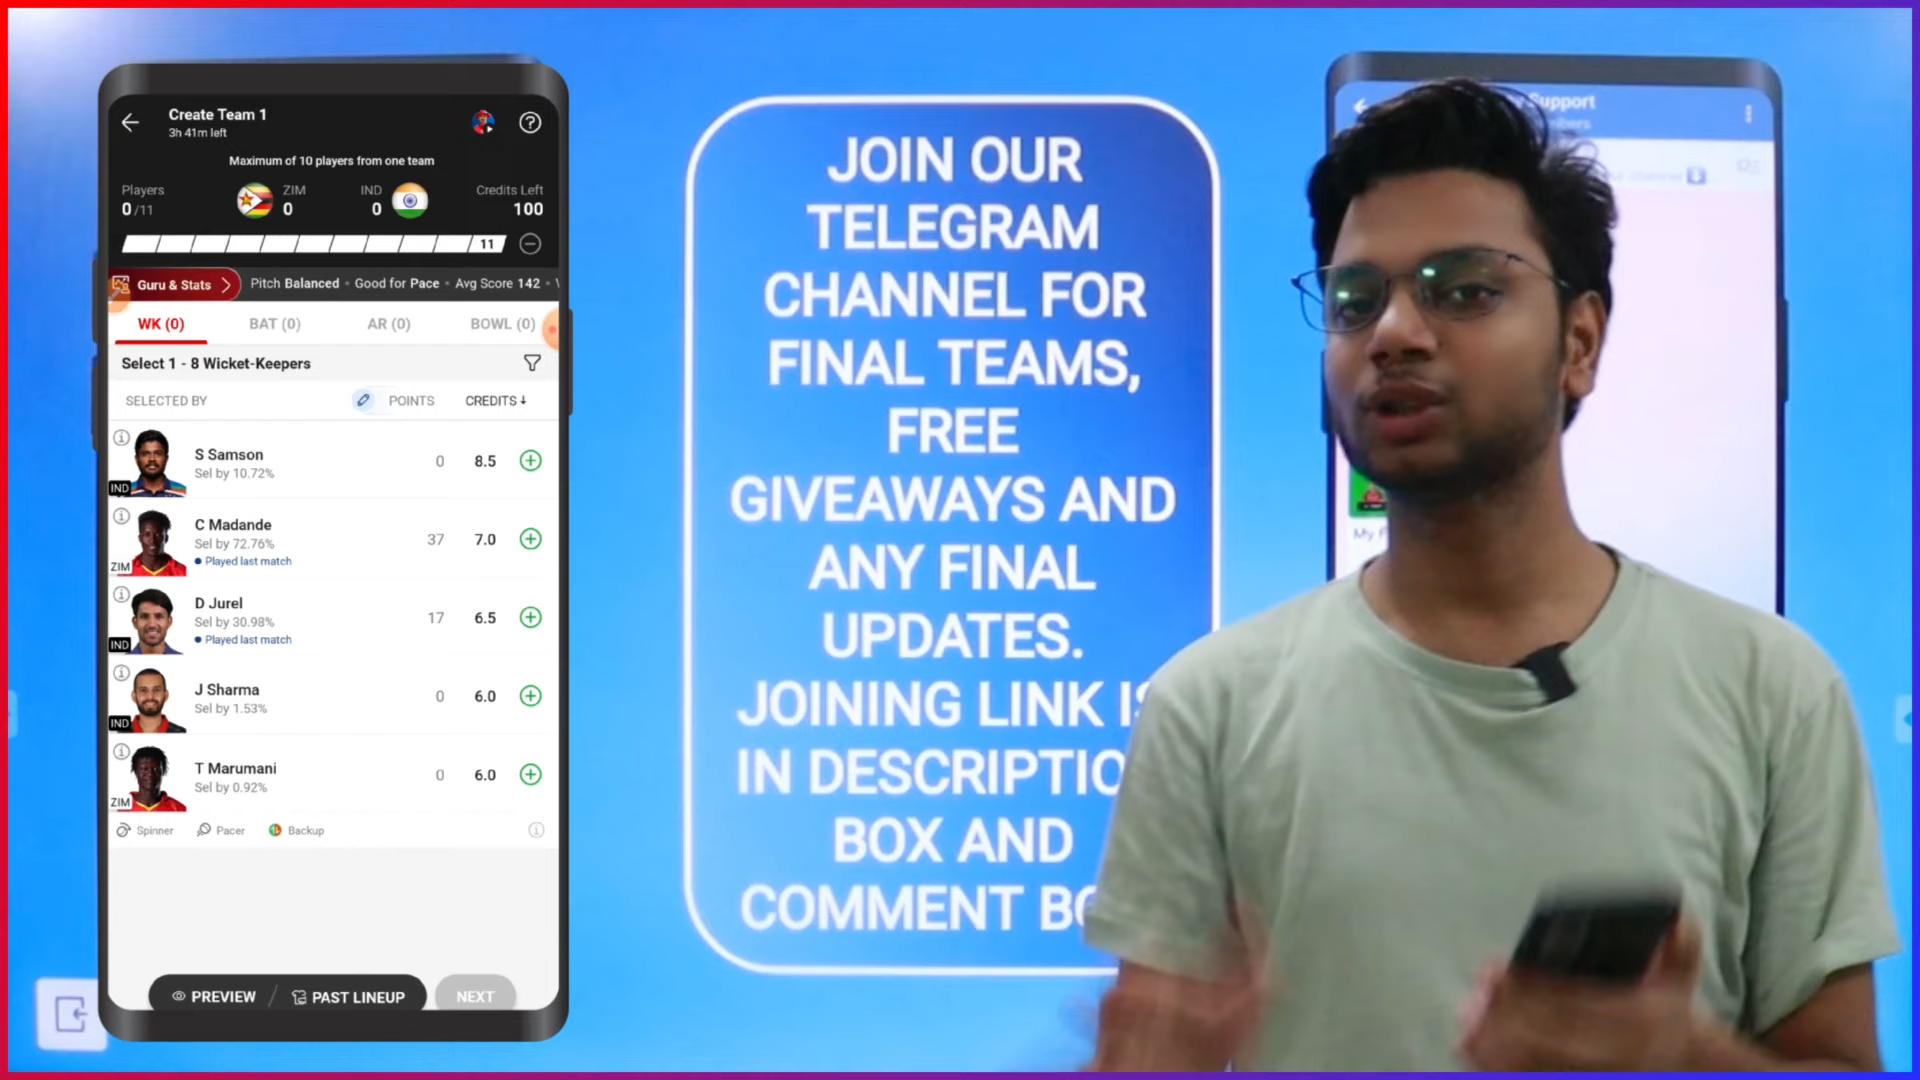 Create Team 1
3h 41m left
Maximum of 10 players from one team
Players
0/11
ZIM
0
IND
0
Credits Left
100
11
Guru & Stats
Pitch Balanced • Good for Pace • Avg Score 142 •
WK (0) BAT (0) AR (0) BOWL (0)
Select 1 - 8 Wicket-Keepers
SELECTED BY POINTS CREDITS
S Samson
Sel by 10.72%
IND
0 8.5
C Madande
Sel by 72.76%
Played last match
ZIM
37 7.0
D Jurel
Sel by 30.98%
Played last match
IND
17 6.5
J Sharma
Sel by 1.53%
IND
0 6.0
T Marumani
Sel by 0.92%
ZIM
0 6.0
Spinner Pacer Backup
PREVIEW / PAST LINEUP NEXT
JOIN OUR
TELEGRAM
CHANNEL FOR
FINAL TEAMS,
FREE
GIVEAWAYS AND
ANY FINAL
UPDATES.
JOINING LINK
IN DESCRIPTIO
BOX AND
COMMENT
Support
My